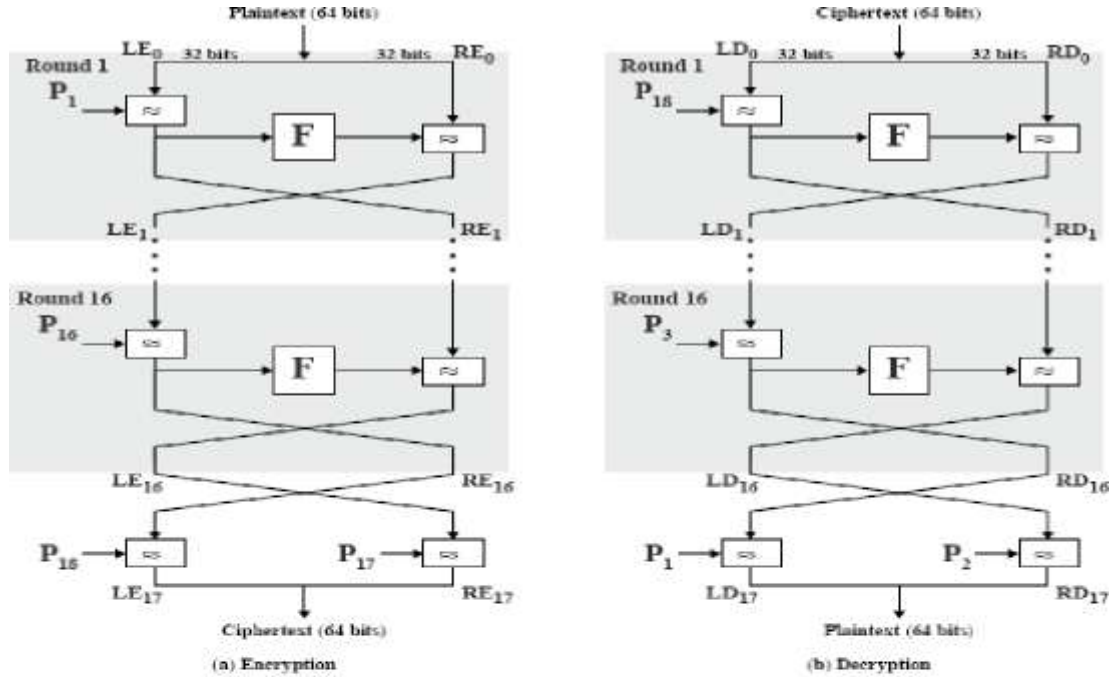 Plaintext (64 bits)
LE0 32 bits 32 bits RE0
Round 1
P1
≈
F
≈
LE1 RE1
Round 16
P16
≈
F
≈
LE16 RE16
P18 ≈ P17 ≈
LE17 RE17
Ciphertext (64 bits)
(a) Encryption
Ciphertext (64 bits)
LD0 32 bits 32 bits RD0
Round 1
P18
≈
F
≈
LD1 RD1
Round 16
P3
≈
F
≈
LD16 RD16
P1 ≈ P2 ≈
LD17 RD17
Plaintext (64 bits)
(b) Decryption